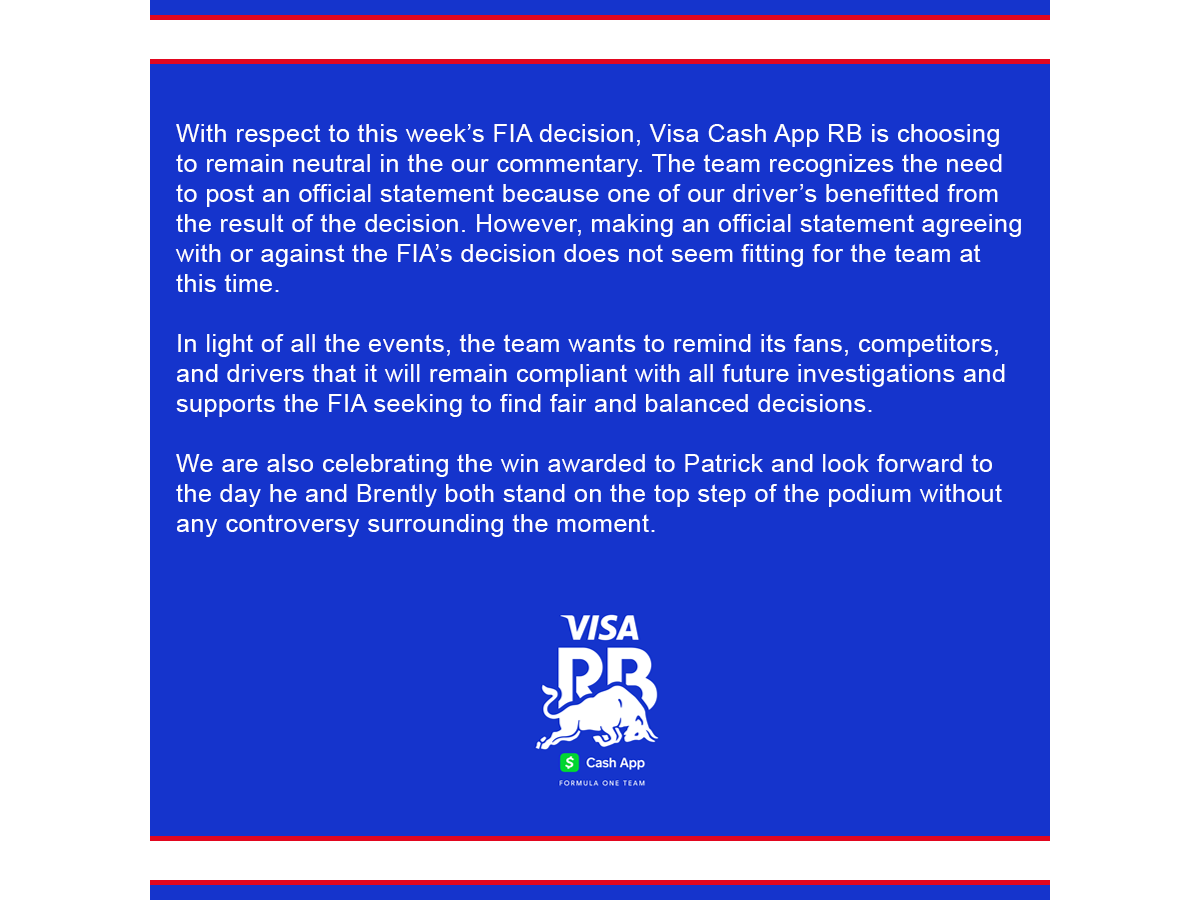 With respect to this week’s FIA decision, Visa Cash App RB is choosing
to remain neutral in the our commentary. The team recognizes the need
to post an official statement because one of our driver’s benefitted from
the result of the decision. However, making an official statement agreeing
with or against the FIA’s decision does not seem fitting for the team at
this time.
In light of all the events, the team wants to remind its fans, competitors,
and drivers that it will remain compliant with all future investigations and
supports the FIA seeking to find fair and balanced decisions.
We are also celebrating the win awarded to Patrick and look forward to
the day he and Brently both stand on the top step of the podium without
any controversy surrounding the moment.
VISA
RB
$ Cash App
FORMULA ONE TEAM